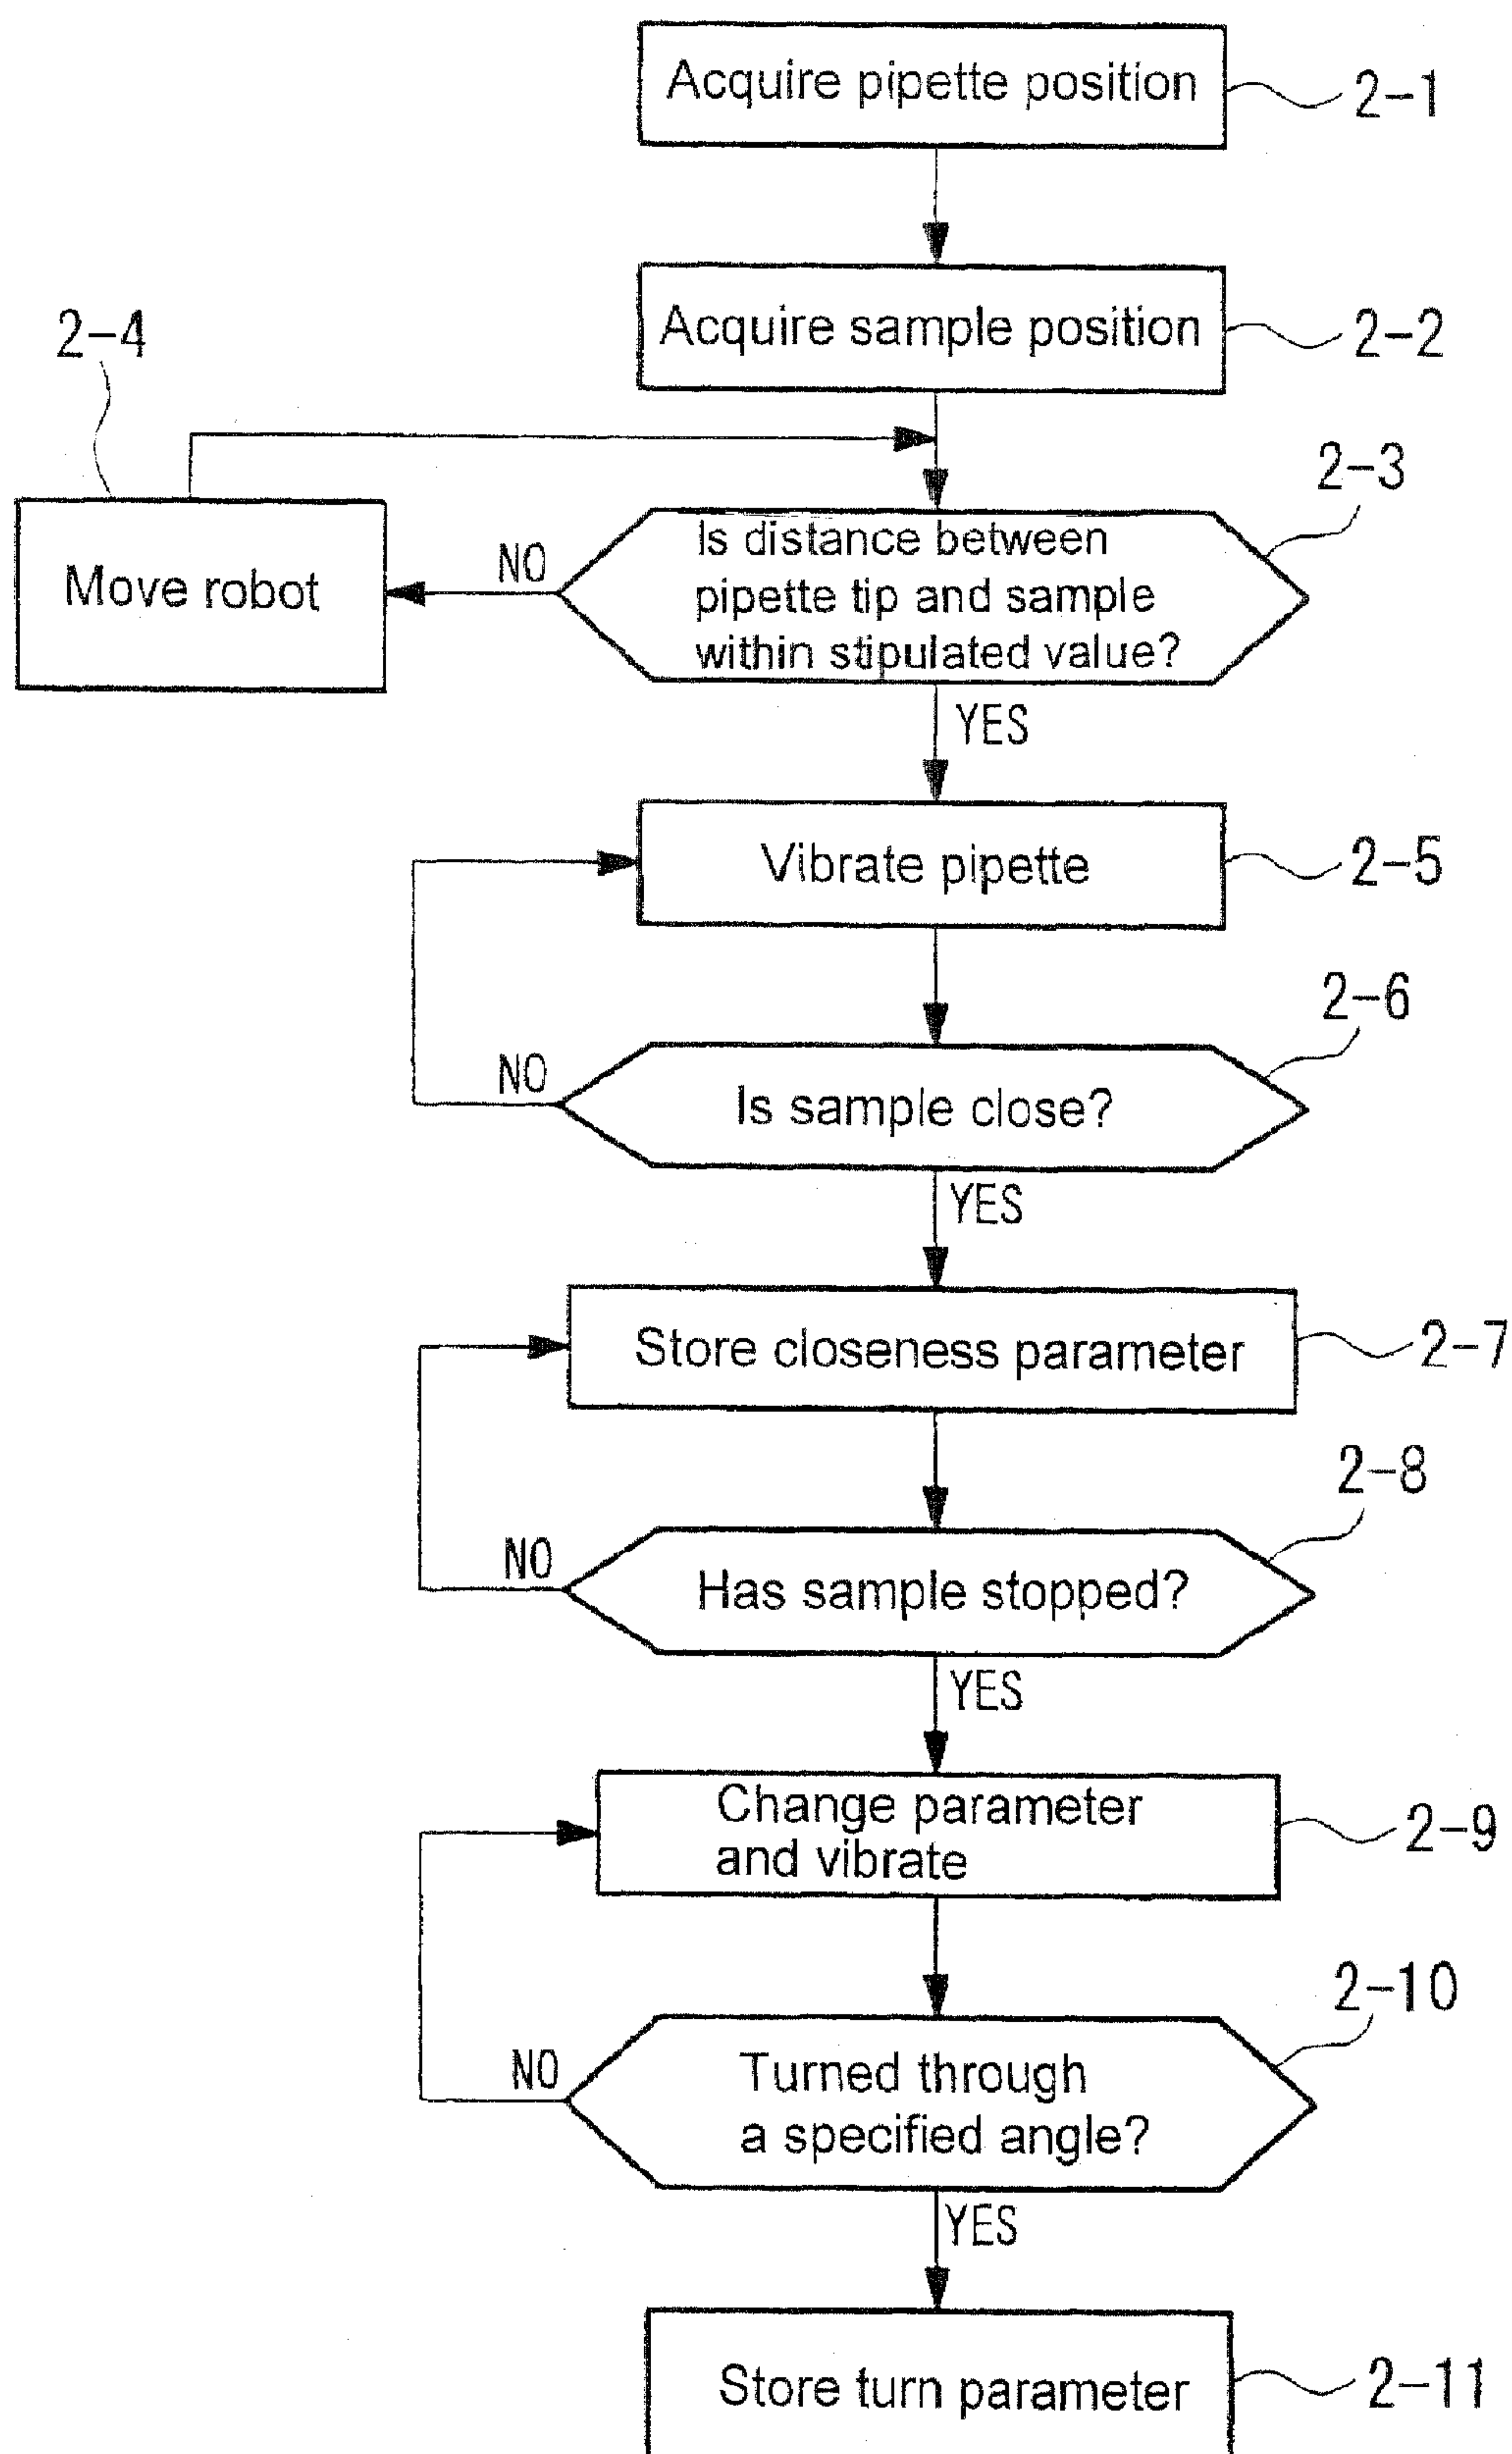 Acquire pipette position
2-1
Acquire sample position
2-2
2-4
2-3
Move robot
NO
Is distance between
pipette tip and sample
within stipulated value?
YES
Vibrate pipette
2-5
2-6
NO
Is sample close?
YES
Store closeness parameter
2-7
2-8
NO
Has sample stopped?
YES
Change parameter
and vibrate
2-9
2-10
NO
Turned through
a specified angle?
YES
Store turn parameter
2-11